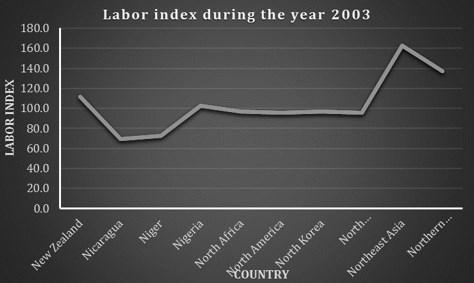 Labor index during the year 2003
180.0
160.0
140.0
120.0
100.0
80.0
60.0
40.0
20.0
0.0
LABOR INDEX
New Zealand
Nicaragua
Niger
Nigeria
North Africa
North America
North Korea
North...
Northeast Asia
Northern...
COUNTRY